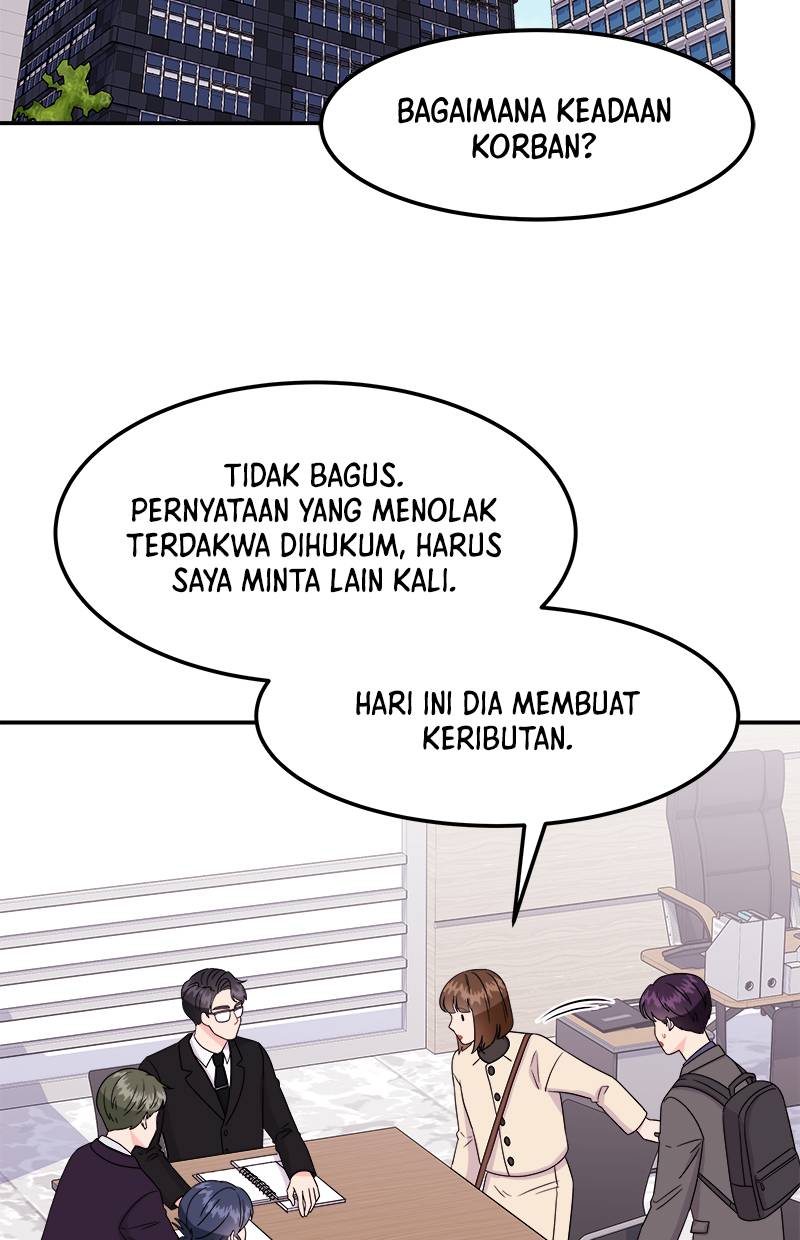 BAGAIMANA KEADAAN
KORBAN?
TIDAK BAGUS.
PERNYATAAN YANG MENOLAK
TERDAKWA DIHUKUM, HARUS
SAYA MINTA LAIN KALI.
HARI INI DIA MEMBUAT
KERIBUTAN.